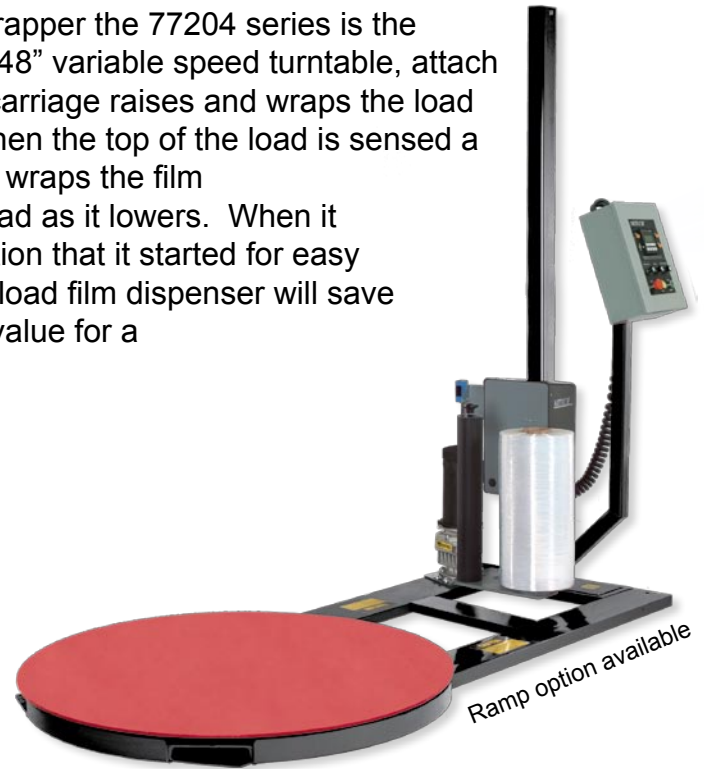 rapper the 77204 series is the
48” variable speed turntable, attach
carriage raises and wraps the load
hen the top of the load is sensed a
wraps the film
ad as it lowers.  When it
ion that it started for easy
load film dispenser will save
value for a
Ramp option available